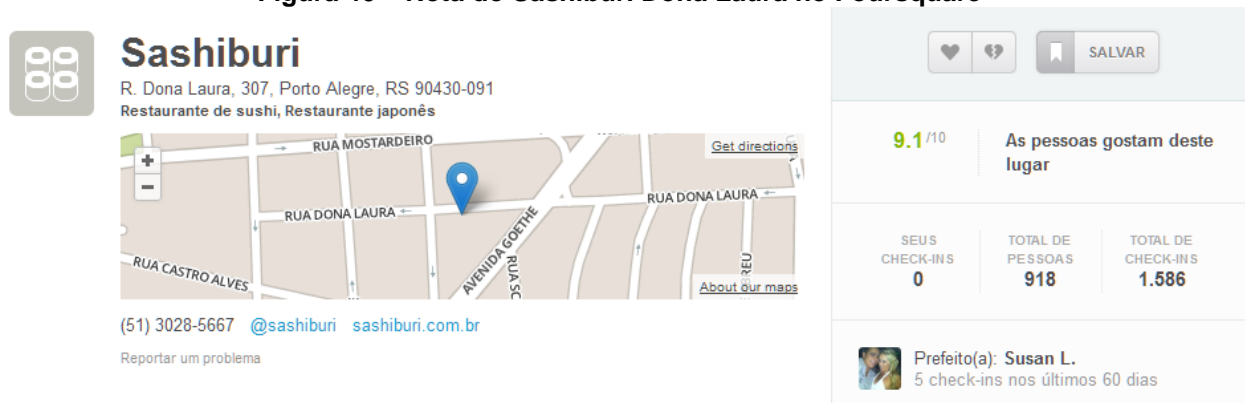 Sashiburi
R. Dona Laura, 307, Porto Alegre, RS 90430-091
Restaurante de sushi, Restaurante japonês
+
−
RUA MOSTARDEIRO
Get directions
RUA DONA LAURA
RUA DONA LAURA
AVENIDA GOETHE
RUA CASTRO ALVES
About our maps
(51) 3028-5667 @sashiburi sashiburi.com.br
Reportar um problema
SALVAR
9.1/10
As pessoas gostam deste
lugar
SEUS
CHECK-INS
0
TOTAL DE
PESSOAS
918
TOTAL DE
CHECK-INS
1.586
Prefeito(a): Susan L.
5 check-ins nos últimos 60 dias